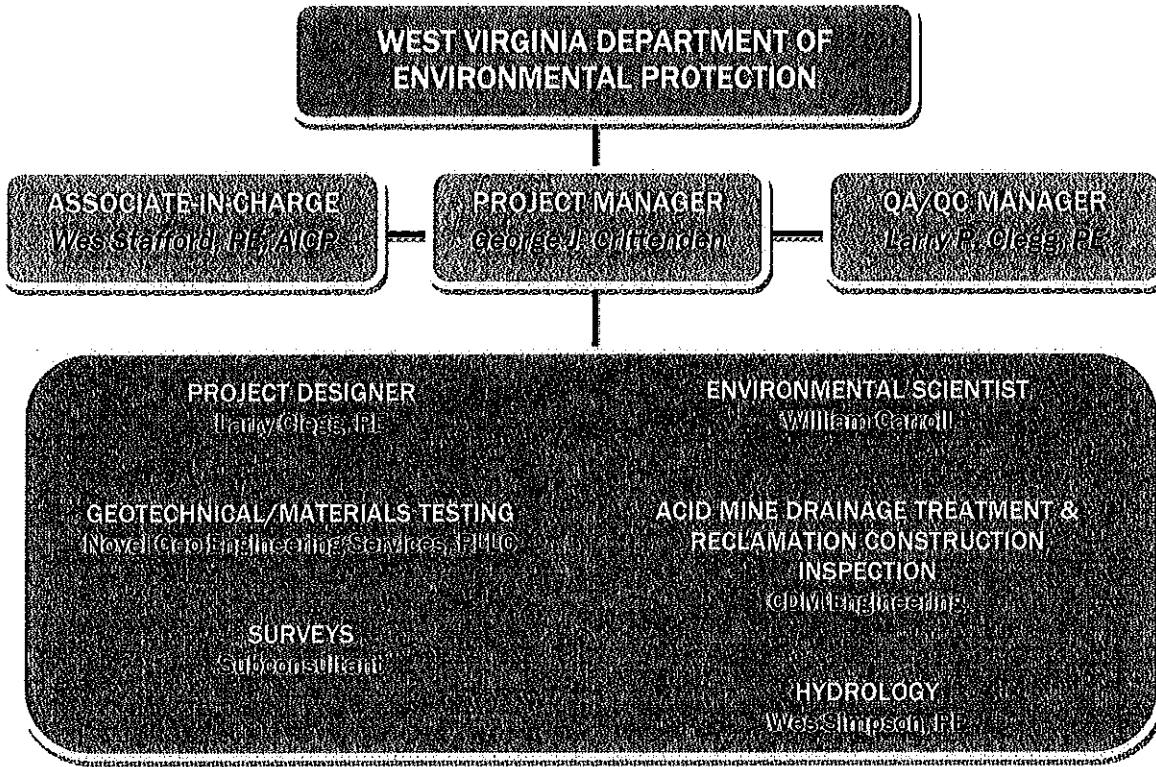 WEST VIRGINIA DEPARTMENT OF
ENVIRONMENTAL PROTECTION
ASSOCIATE-IN-CHARGE
Wes Stafford, PE, AICP
PROJECT MANAGER
George J. Crittenden
QA/QC MANAGER
Larry P. Clegg, PE
PROJECT DESIGNER
Larry Clegg, PE
GEOTECHNICAL/MATERIALS TESTING
Novel Geo Engineering Services, PLLC
SURVEYS
Subconsultant
ENVIRONMENTAL SCIENTIST
William Carroll
ACID MINE DRAINAGE TREATMENT &
RECLAMATION CONSTRUCTION
INSPECTION
CDM Engineering
HYDROLOGY
Wes Simpson, PE